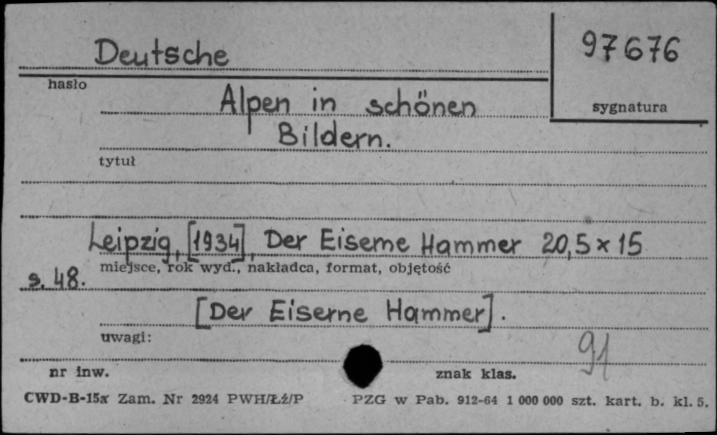 Deutsche
97676
hasło
sygnatura
Alpen in schönen
Bildern.
tytuł
Leipzig, [1934], Der Eiserne Hammer 20,5 x 15
miejsce, rok wyd., nakładca, format, objętość
s. 48.
[Der Eiserne Hammer].
uwagi:
91
nr inw.
znak klas.
CWD-B-15a Zam. Nr 2924 PWH/Łź/P PZG w Pab. 912-64 1 000 000 szt. kart. b. kl. 5.